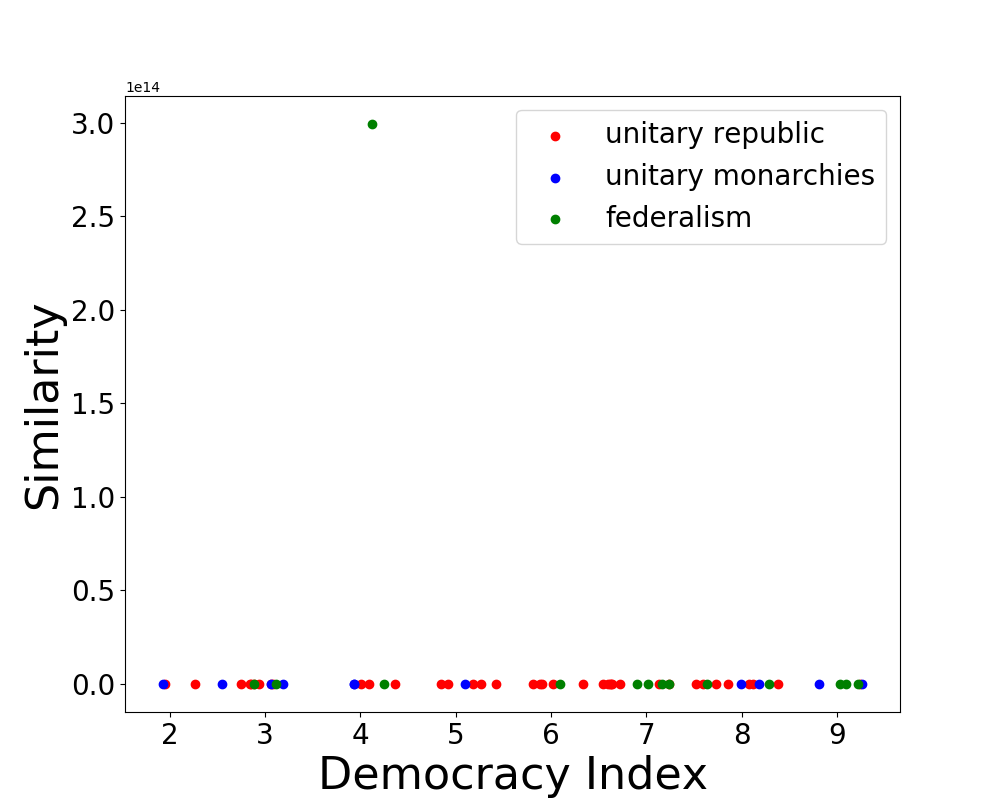 1e14
3.0
2.5
2.0
1.5
1.0
0.5
0.0
Similarity
unitary republic
unitary monarchies
federalism
2 3 4 5 6 7 8 9
Democracy Index